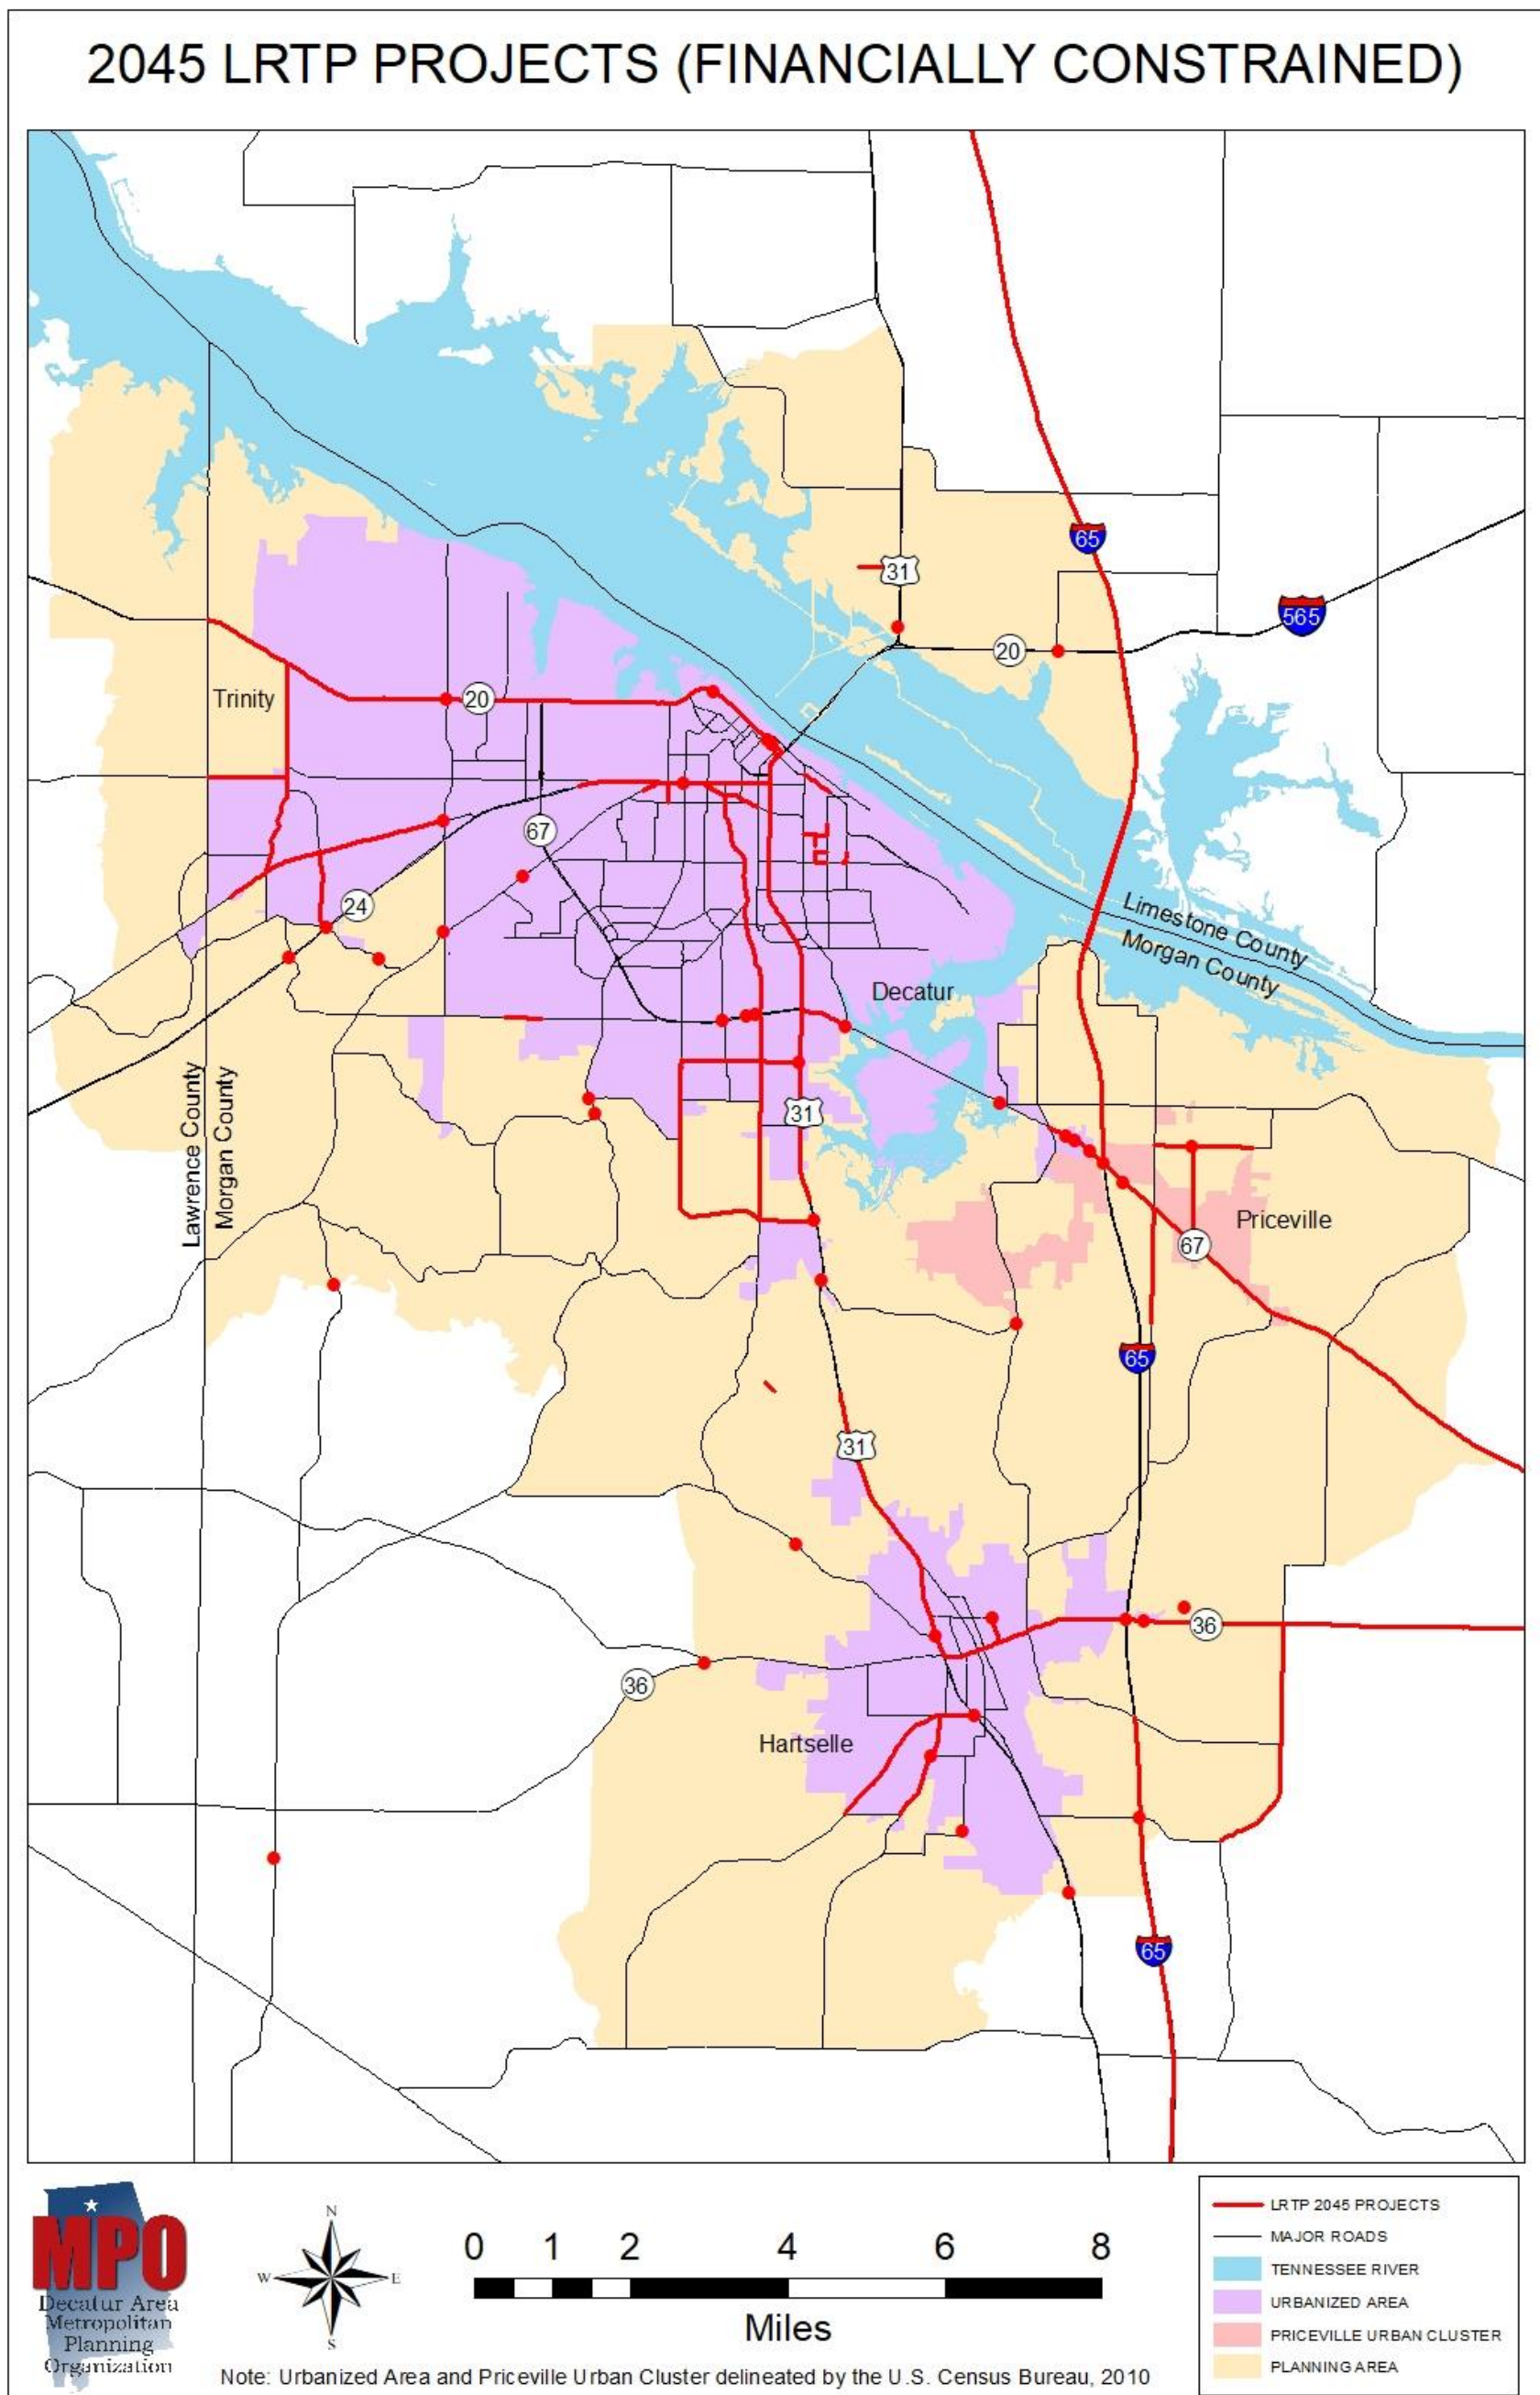 2045 LRTP PROJECTS (FINANCIALLY CONSTRAINED)
65
31
565
20
Trinity
20
67
24
Limestone County
Morgan County
Decatur
Lawrence County
Morgan County
31
Priceville
67
65
31
36
36
Hartselle
65
MPO
Decatur Area
Metropolitan
Planning
Organization
N
W
E
S
0 1 2 4 6 8
Miles
Note: Urbanized Area and Priceville Urban Cluster delineated by the U.S. Census Bureau, 2010
LRTP 2045 PROJECTS
MAJOR ROADS
TENNESSEE RIVER
URBANIZED AREA
PRICEVILLE URBAN CLUSTER
PLANNING AREA